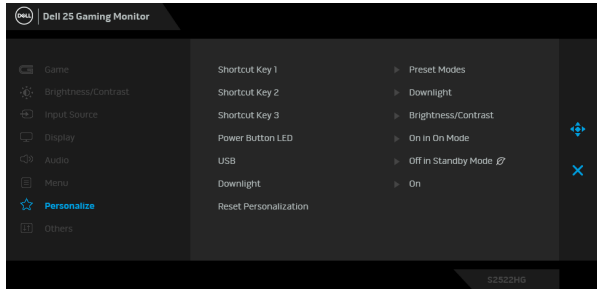 DELL
Dell 25 Gaming Monitor
Game
Brightness/Contrast
Input Source
Display
Audio
Menu
Personalize
Others
Shortcut Key 1 Preset Modes
Shortcut Key 2 Downlight
Shortcut Key 3 Brightness/Contrast
Power Button LED On in On Mode
USB Off in Standby Mode
Downlight On
Reset Personalization
S2522HG